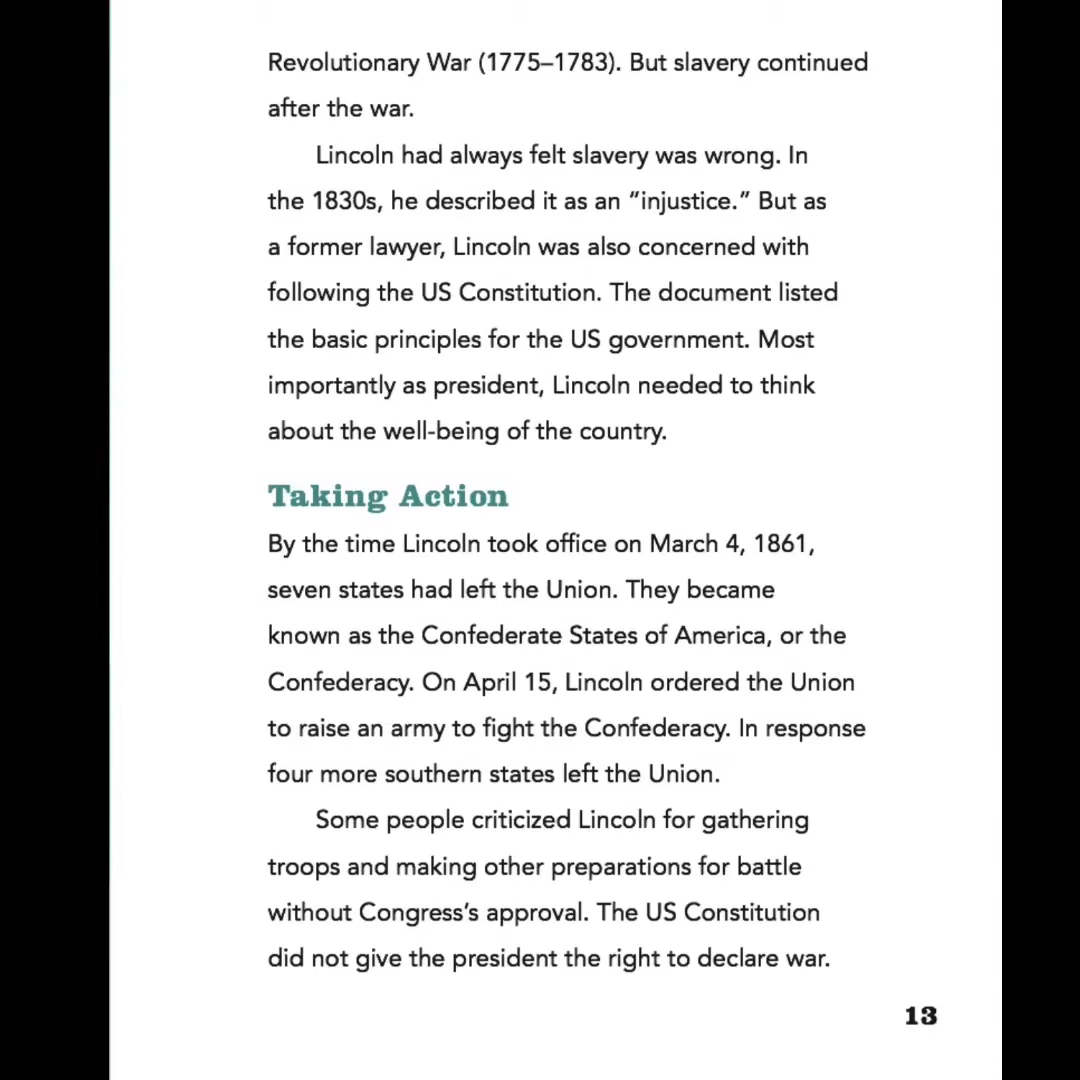 Revolutionary War (1775–1783). But slavery continued
after the war.
Lincoln had always felt slavery was wrong. In
the 1830s, he described it as an “injustice.” But as
a former lawyer, Lincoln was also concerned with
following the US Constitution. The document listed
the basic principles for the US government. Most
importantly as president, Lincoln needed to think
about the well-being of the country.
Taking Action
By the time Lincoln took office on March 4, 1861,
seven states had left the Union. They became
known as the Confederate States of America, or the
Confederacy. On April 15, Lincoln ordered the Union
to raise an army to fight the Confederacy. In response
four more southern states left the Union.
Some people criticized Lincoln for gathering
troops and making other preparations for battle
without Congress’s approval. The US Constitution
did not give the president the right to declare war.
13